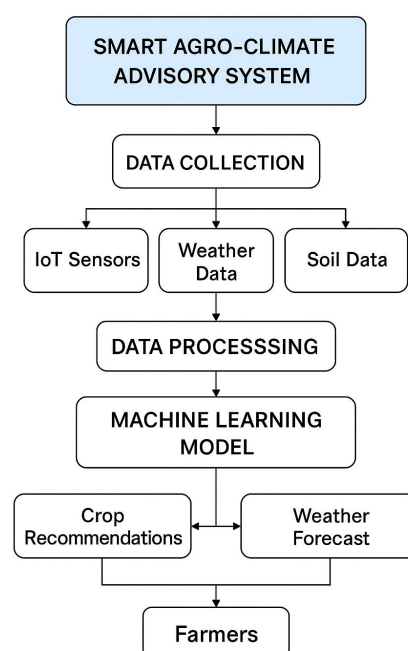 SMART AGRO-CLIMATE
ADVISORY SYSTEM
DATA COLLECTION
IoT Sensors
Weather
Data
Soil Data
DATA PROCESSSING
MACHINE LEARNING
MODEL
Crop
Recommendations
Weather
Forecast
Farmers